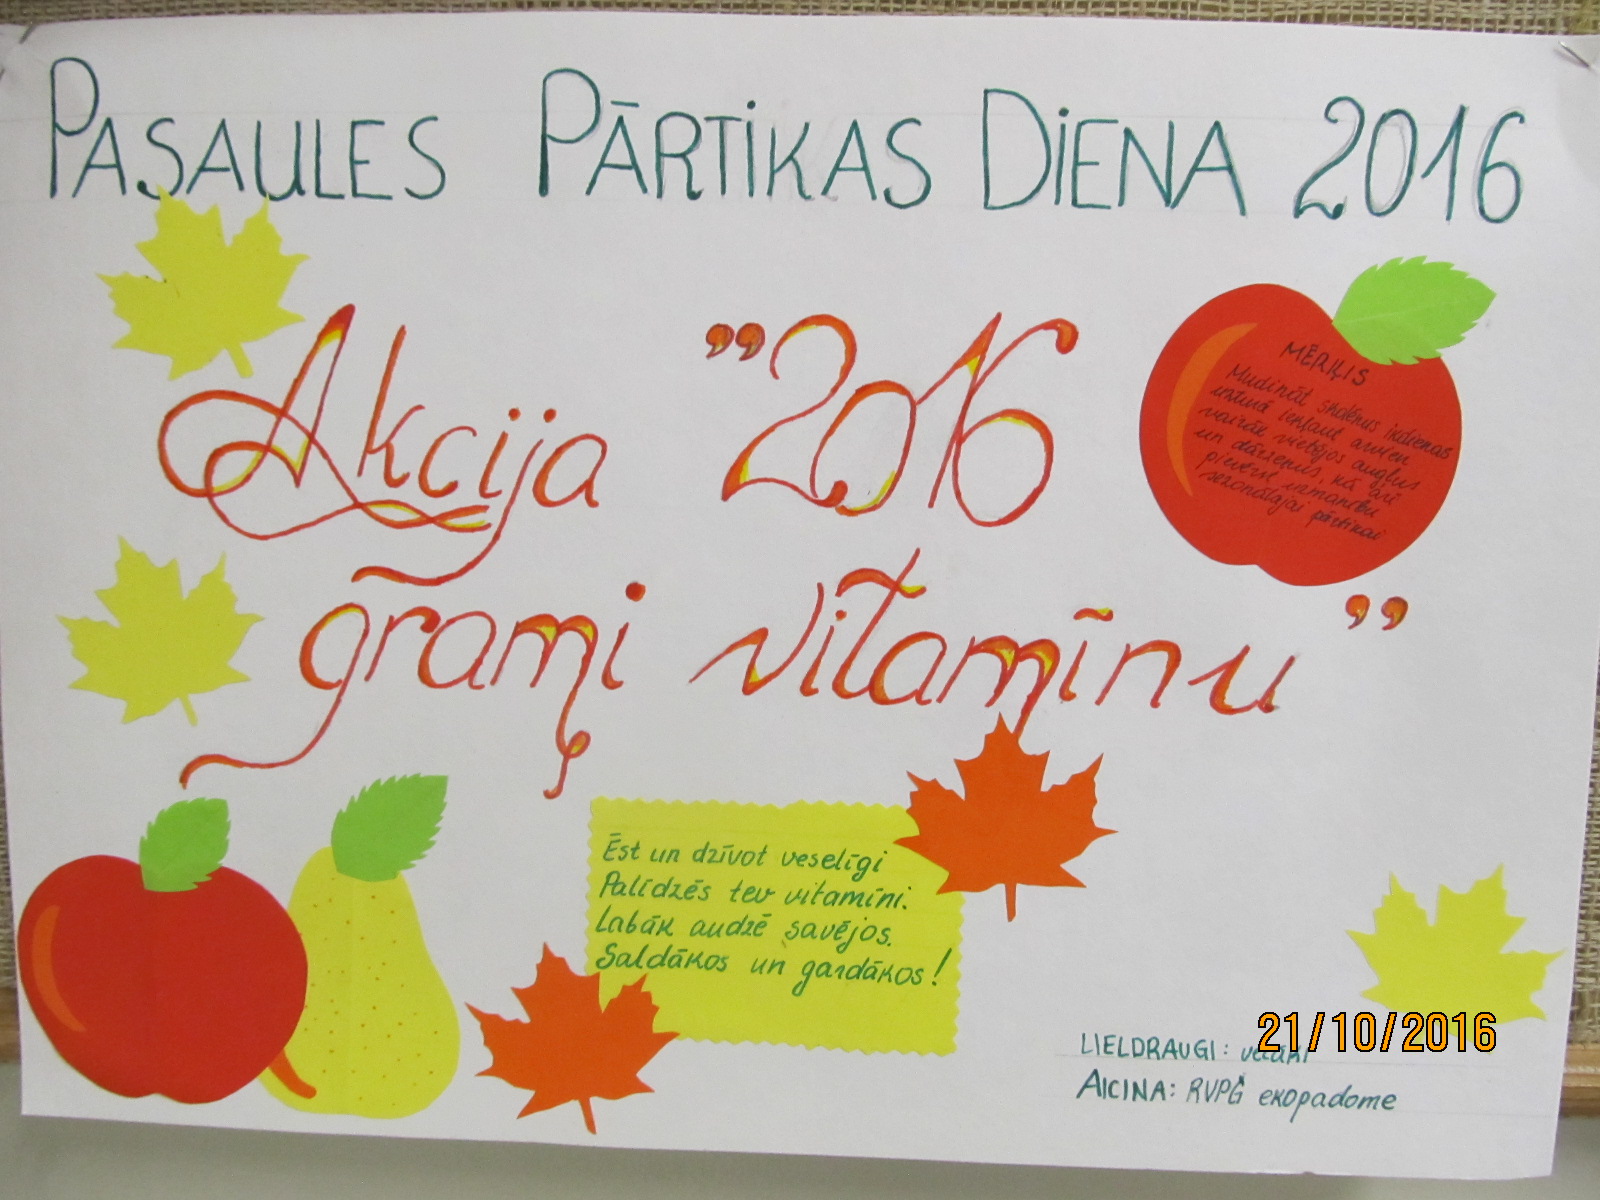 PASAULES PĀRTIKAS DIENA 2016
Akcija "2016
grami vitamīnu"
MĒRĶIS
Mudināt skolēnus ikdienas
uzturā iekļaut arvien
vairāk vietējos augļus
un dārzeņus, kā arī
pievērst uzmanību
sezonālajai pārtikai
Ēst un dzīvot veselīgi
Palīdzēs tev vitamīni.
Labāk audzē savējos.
Saldākos un gardākos!
LIELDRAUGI: vecāki
AICINA: RVPĢ ekopadome
21/10/2016